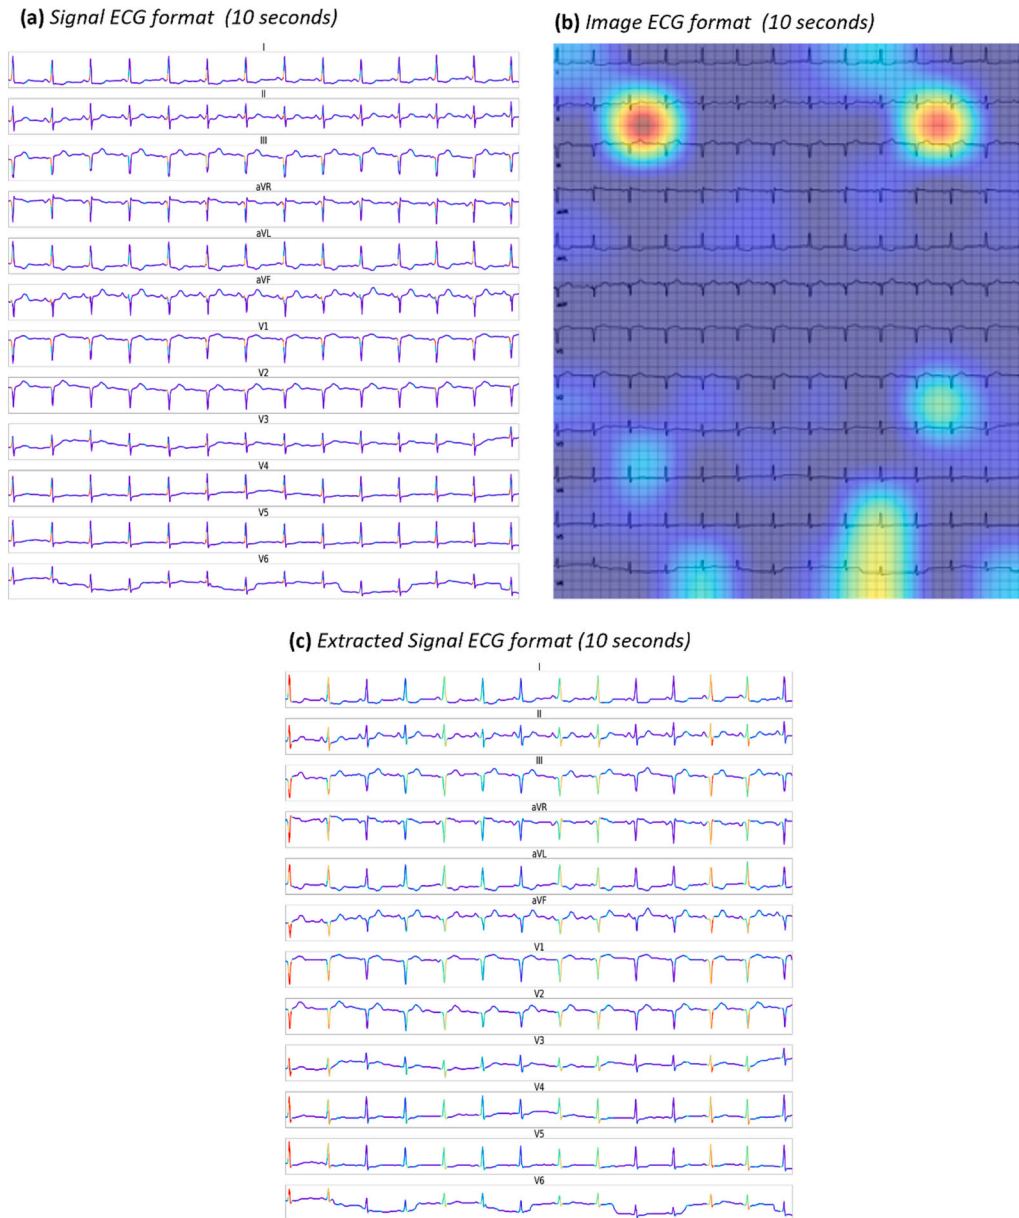 (a) Signal ECG format (10 seconds)
I
II
III
aVR
aVL
aVF
V1
V2
V3
V4
V5
V6
(b) Image ECG format (10 seconds)
(c) Extracted Signal ECG format (10 seconds)
I
II
III
aVR
aVL
aVF
V1
V2
V3
V4
V5
V6